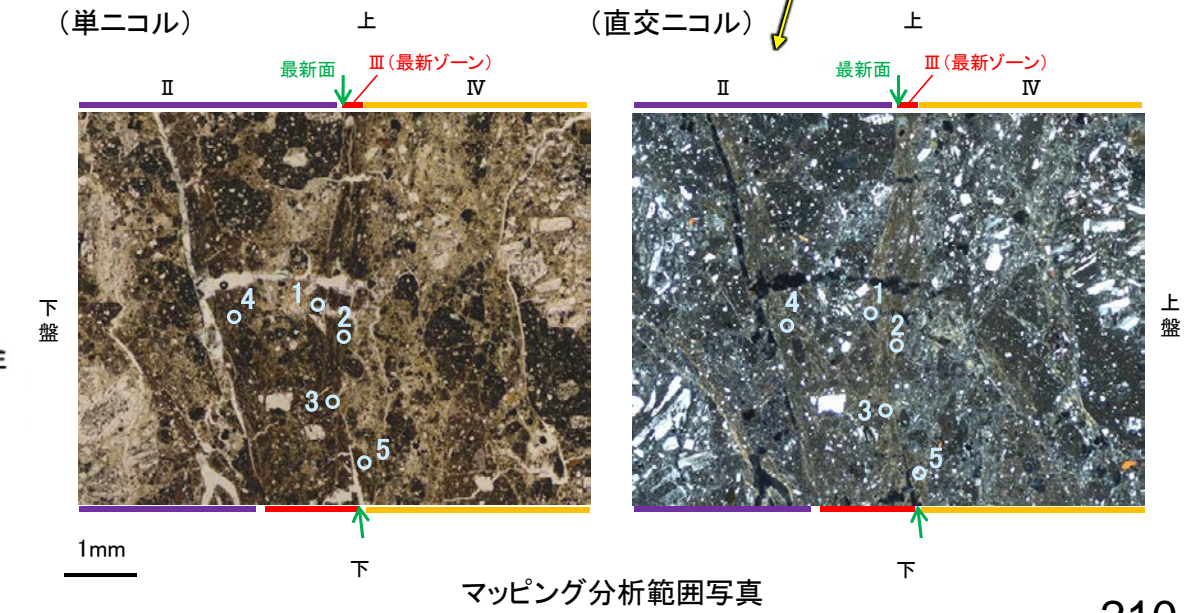 (単ニコル)
上
(直交ニコル)
上
最新面
Ⅲ(最新ゾーン)
最新面
Ⅲ(最新ゾーン)
Ⅱ
Ⅳ
Ⅱ
Ⅳ
下盤
上盤
1
2
3
4
5
1
2
3
4
5
1mm
下
下
マッピング分析範囲写真